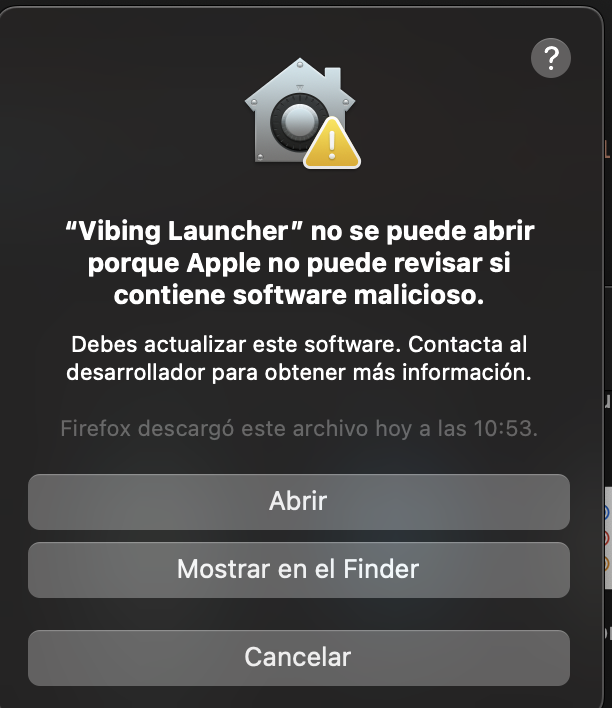 ?
“Vibing Launcher” no se puede abrir
porque Apple no puede revisar si
contiene software malicioso.
Debes actualizar este software. Contacta al
desarrollador para obtener más información.
Firefox descargó este archivo hoy a las 10:53.
Abrir
Mostrar en el Finder
Cancelar